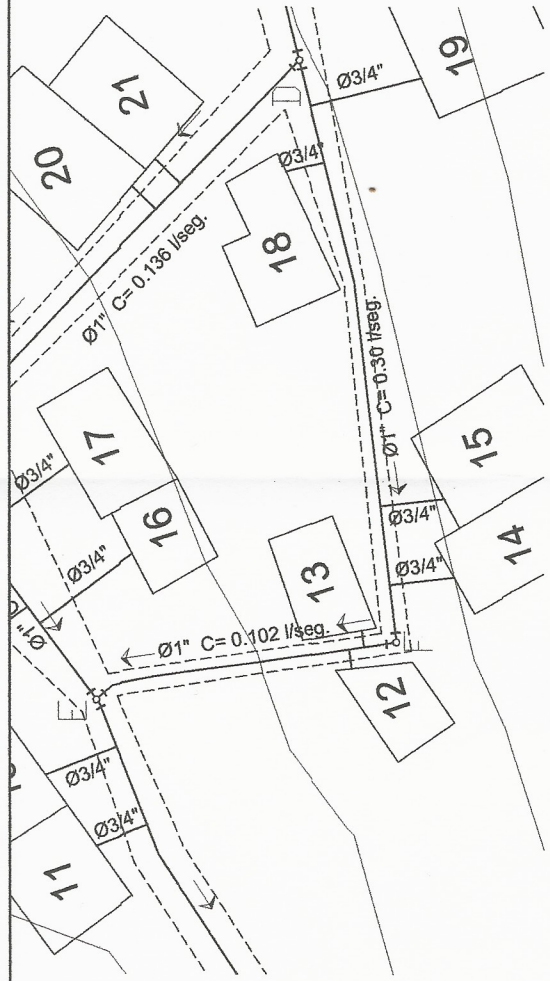 19
21
Ø3/4"
D
20
Ø3/4"
18
Ø1" C= 0.136 l/seg.
Ø1" C= 0.30 l/seg.
17
15
Ø3/4"
16
Ø3/4"
14
Ø3/4"
Ø3/4"
13
Ø1" C
Ø1" C= 0.102 l/seg.
F
12
E
Ø3/4"
Ø3/4"
11